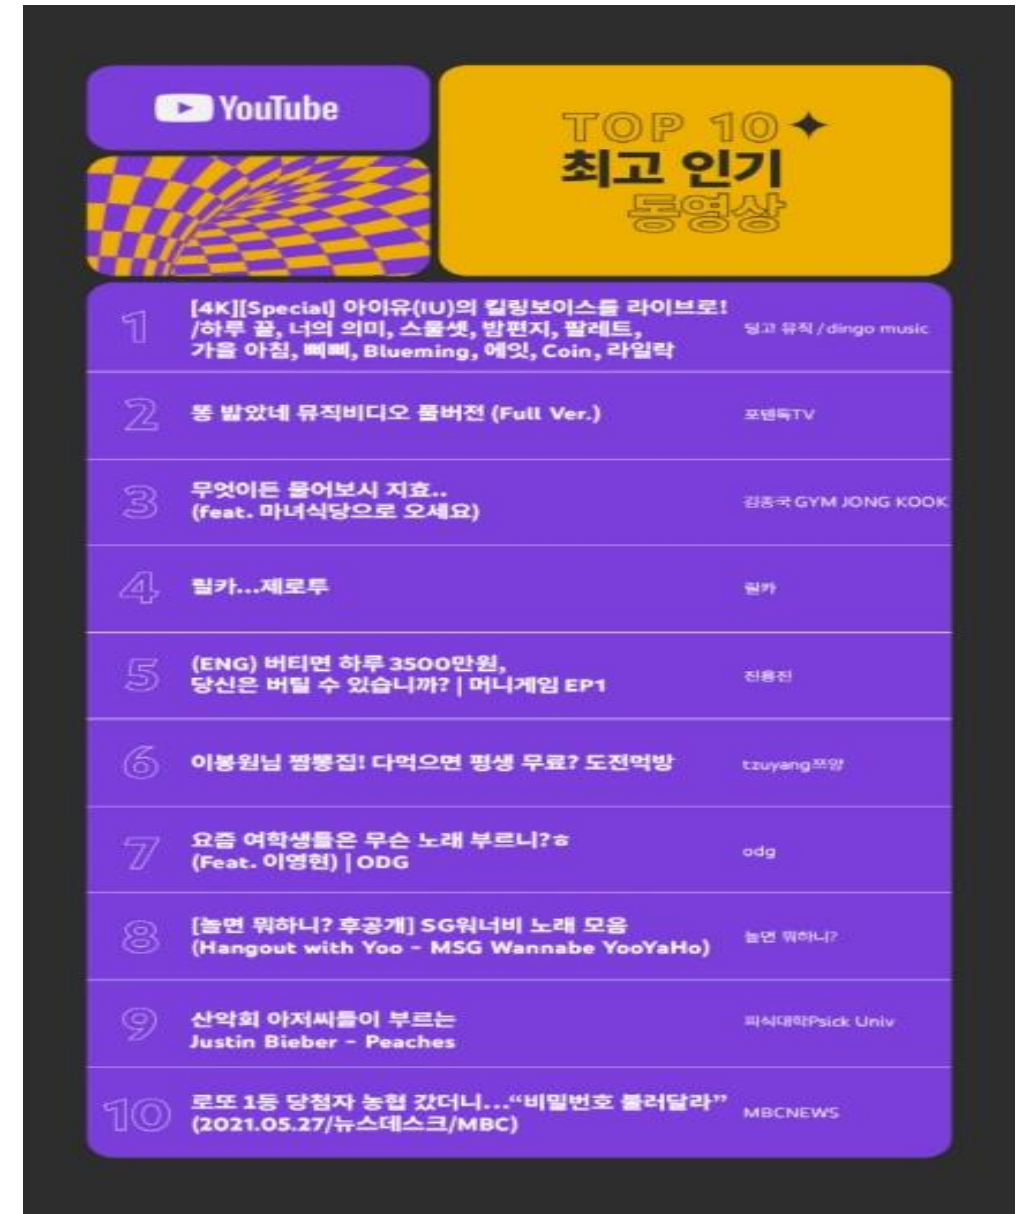 YouTube
TOP 10
최고 인기
동영상
1
[4K][Special] 아이유(IU)의 킬링보이스를 라이브로!
/하루 끝, 너의 의미, 스물셋, 밤편지, 팔레트,
가을 아침, 삐삐, Blueming, 에잇, Coin, 라일락
딩고 뮤직 / dingo music
2
똥 밟았네 뮤직비디오 풀버전 (Full Ver.)
포텐독TV
3
무엇이든 물어보시 지효..
(feat. 마녀식당으로 오세요)
김종국 GYM JONG KOOK
4
릴카...제로투
릴카
5
(ENG) 버티면 하루 3500만원,
당신은 버틸 수 있습니까? | 머니게임 EP1
진용진
6
이봉원님 짬뽕집! 다먹으면 평생 무료? 도전먹방
tzuyang쯔양
7
요즘 여학생들은 무슨 노래 부르니?ㅎ
(Feat. 이영현) | ODG
odg
8
[놀면 뭐하니? 후공개] SG워너비 노래 모음
(Hangout with Yoo - MSG Wannabe YooYaHo)
놀면 뭐하니?
9
산악회 아저씨들이 부르는
Justin Bieber - Peaches
피식대학Psick Univ
10
로또 1등 당첨자 농협 갔더니...“비밀번호 불러달라”
(2021.05.27/뉴스데스크/MBC)
MBCNEWS